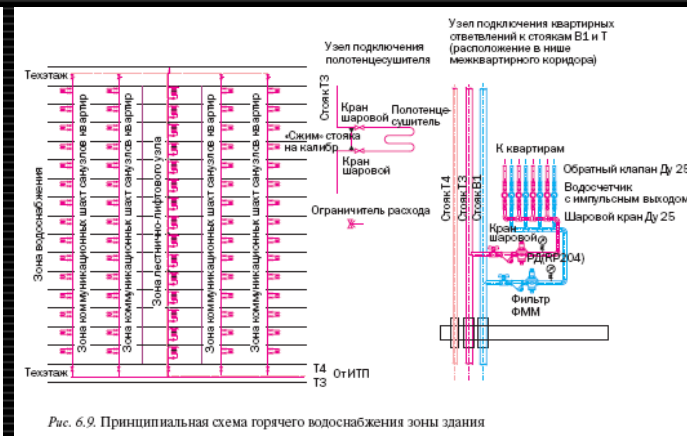 Узел подключения
полотенцесушителя
Узел подключения квартирных
ответвлений к стоякам В1 и Т
(расположение в нише
межквартирного коридора)
Техэтаж
Зона водоснабжения
Зона коммуникационных шахт санузлов квартир
Зона коммуникационных шахт санузлов квартир
Зона лестнично-лифтового узла
Зона коммуникационных шахт санузлов квартир
Зона коммуникационных шахт санузлов квартир
Техэтаж
Т4
Т3
От ИТП
Стояк Т3
Кран
шаровой
Полотенце-
сушитель
«Сжим» стояка
на калибр
Кран
шаровой
Ограничитель расхода
Стояк Т4
Стояк Т3
Стояк В1
К квартирам
Обратный клапан Ду 25
Водосчетчик
с импульсным выходом
Шаровой кран Ду 25
Кран
шаровой
РД(RP204)
Фильтр
ФММ
Рис. 6.9. Принципиальная схема горячего водоснабжения зоны здания